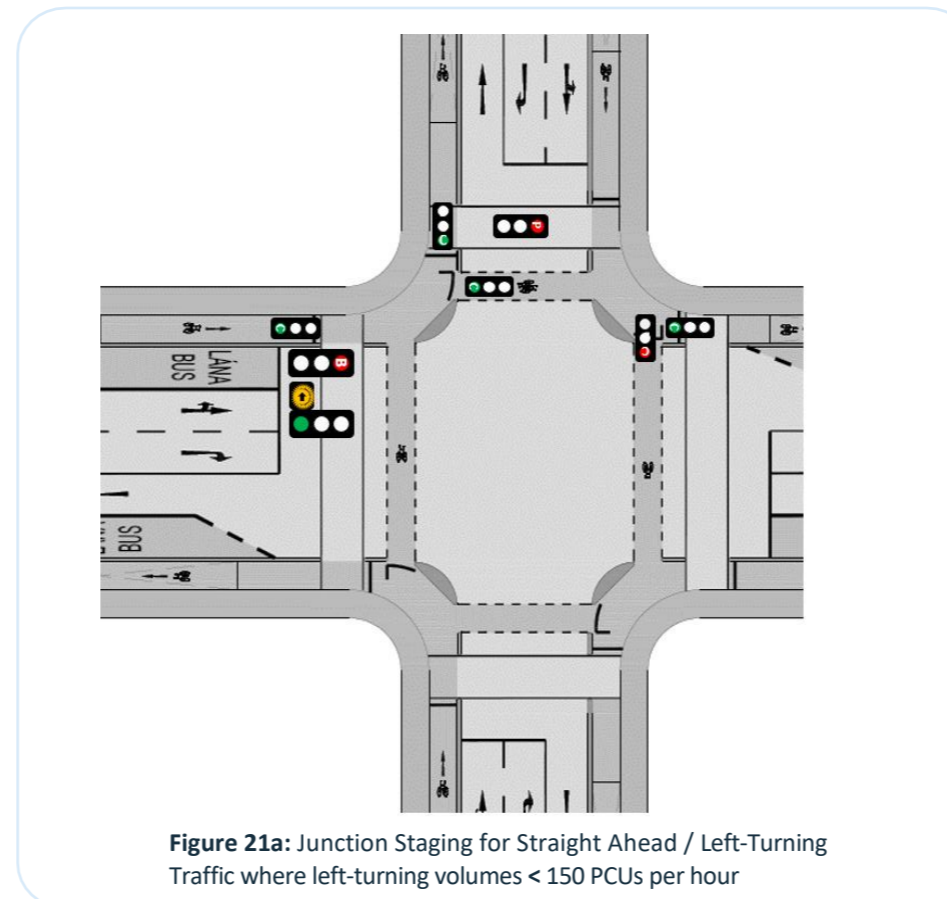 P
C
C
C
C
C
B
LÁNA
BUS
BUS
Figure 21a: Junction Staging for Straight Ahead / Left-Turning
Traffic where left-turning volumes < 150 PCUs per hour